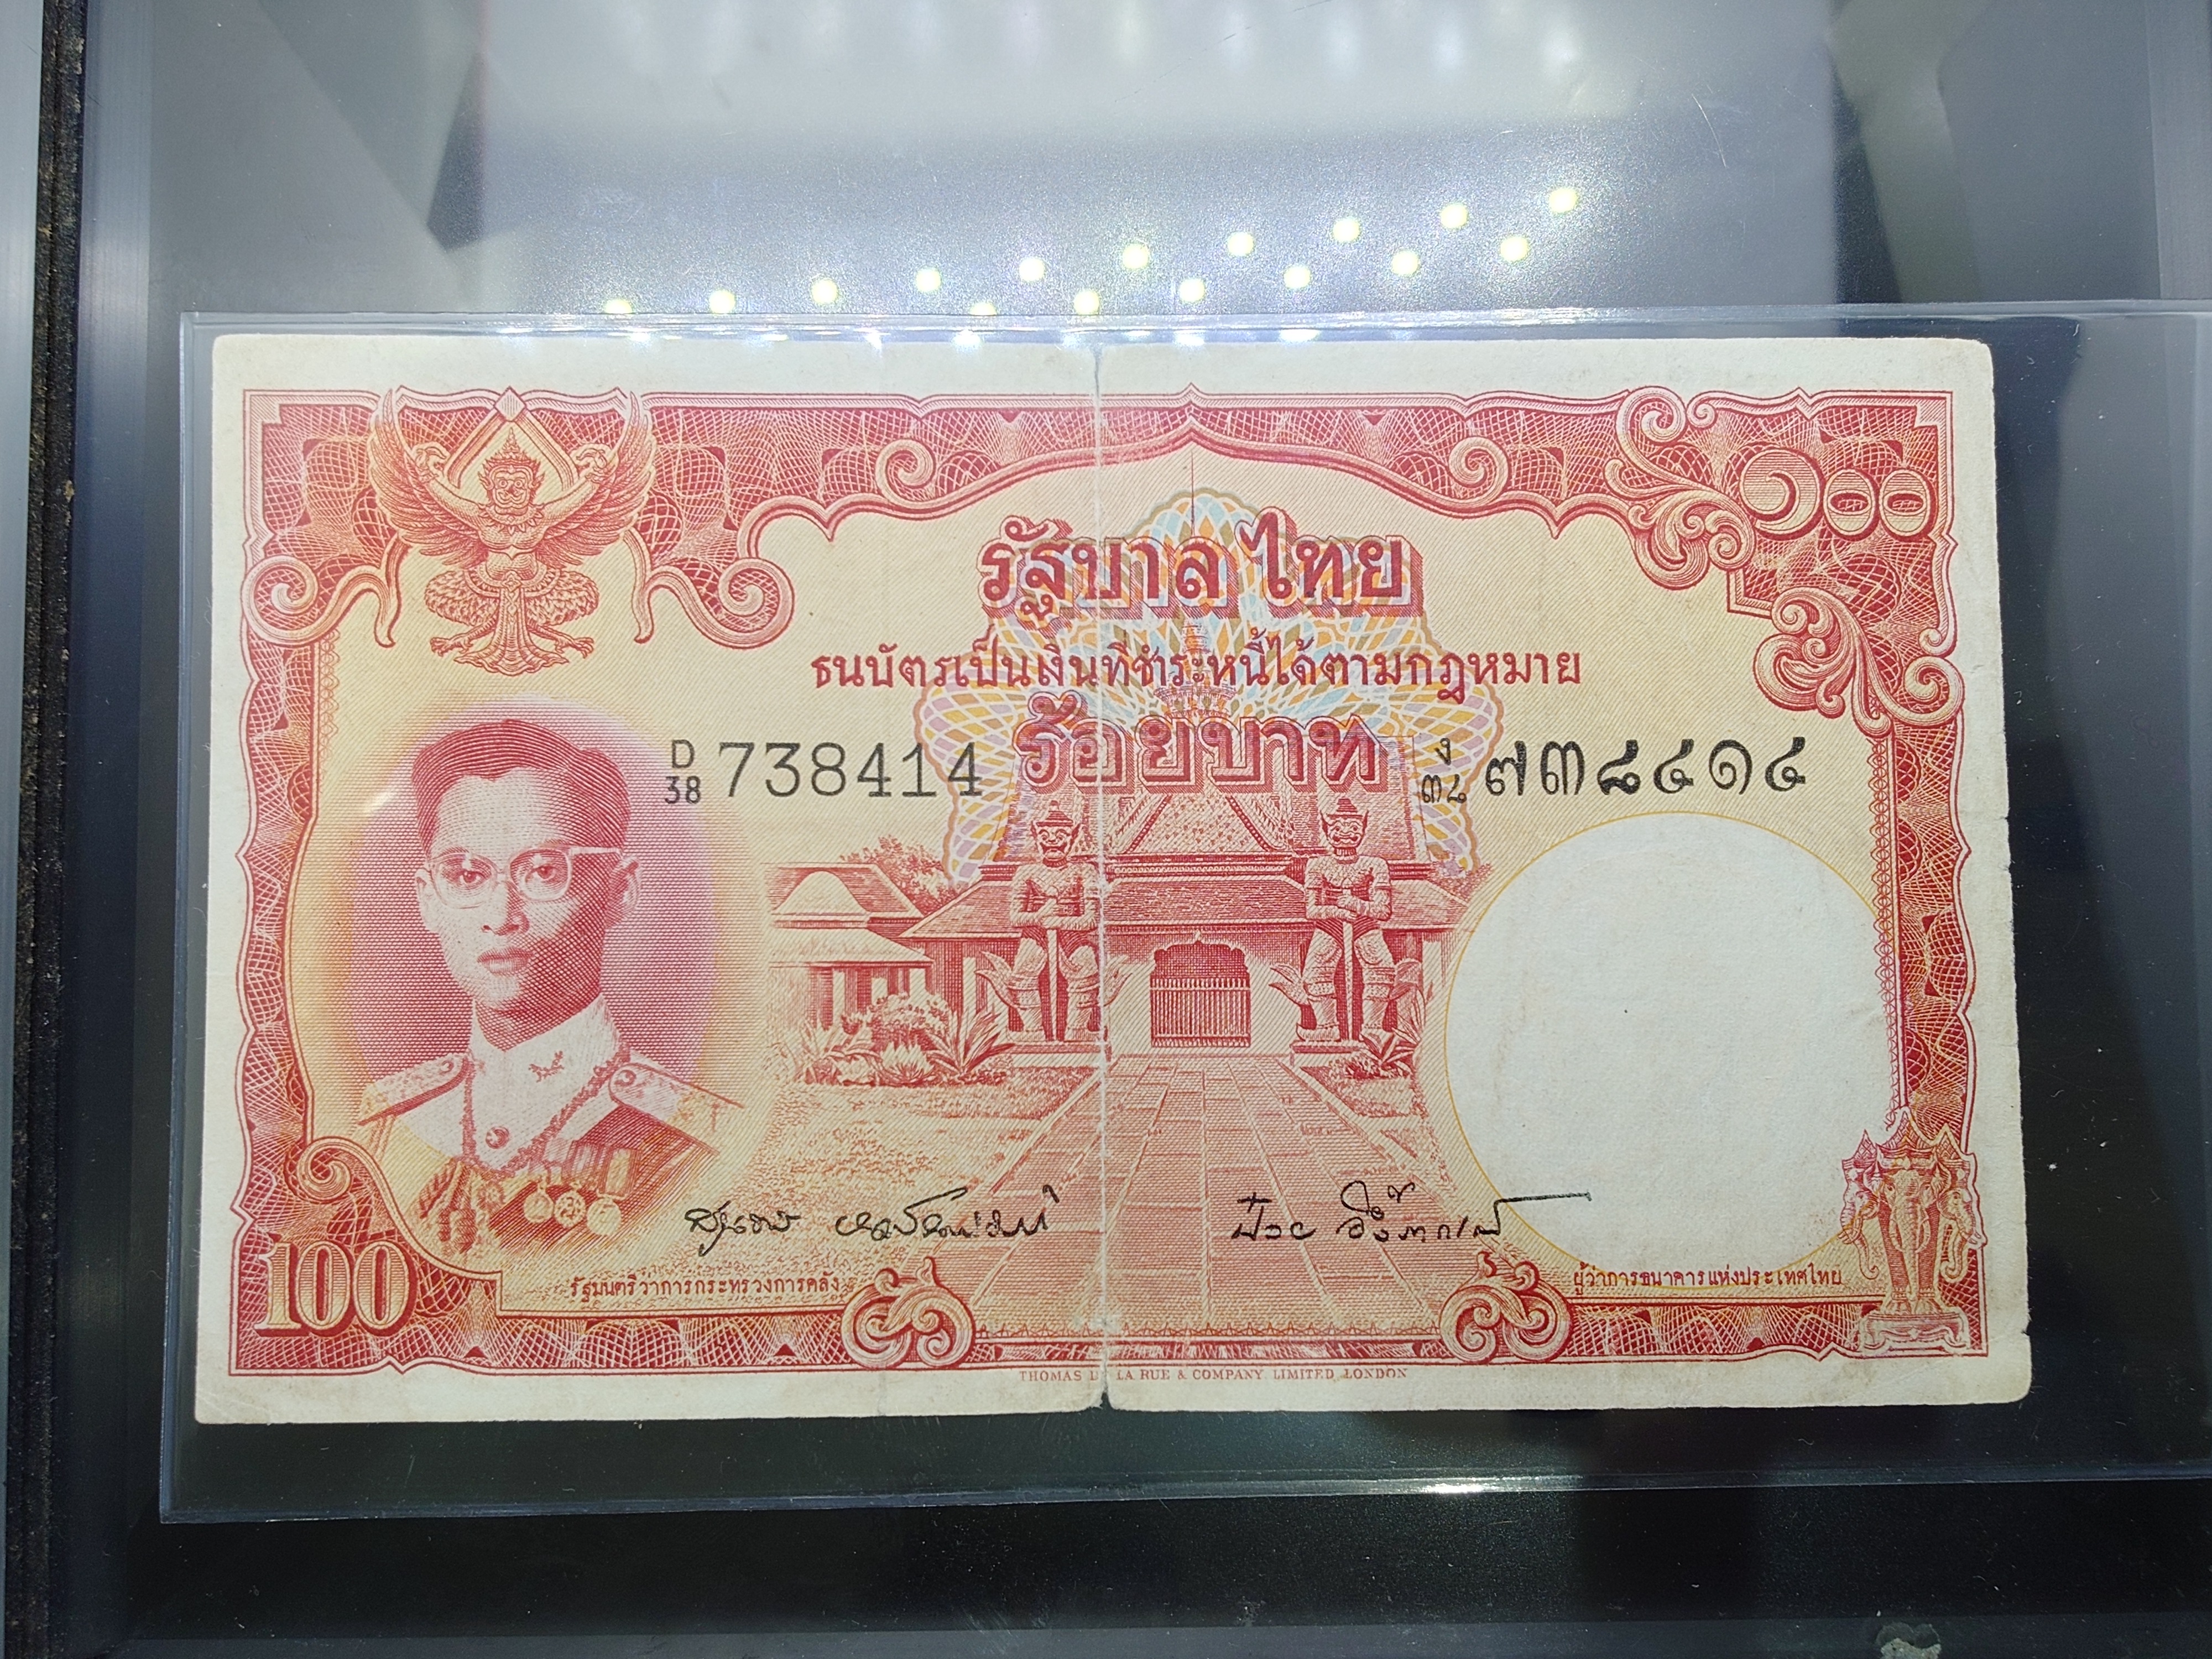 ๑๐๐
รัฐบาลไทย
ธนบัตรเป็นเงินที่ชำระหนี้ได้ตามกฎหมาย
ร้อยบาท
D/38 738414
ง/๓๘ ๗๓๘๔๑๔
รัฐมนตรีว่าการกระทรวงการคลัง
ผู้ว่าการธนาคารแห่งประเทศไทย
100
THOMAS DE LA RUE & COMPANY, LIMITED, LONDON